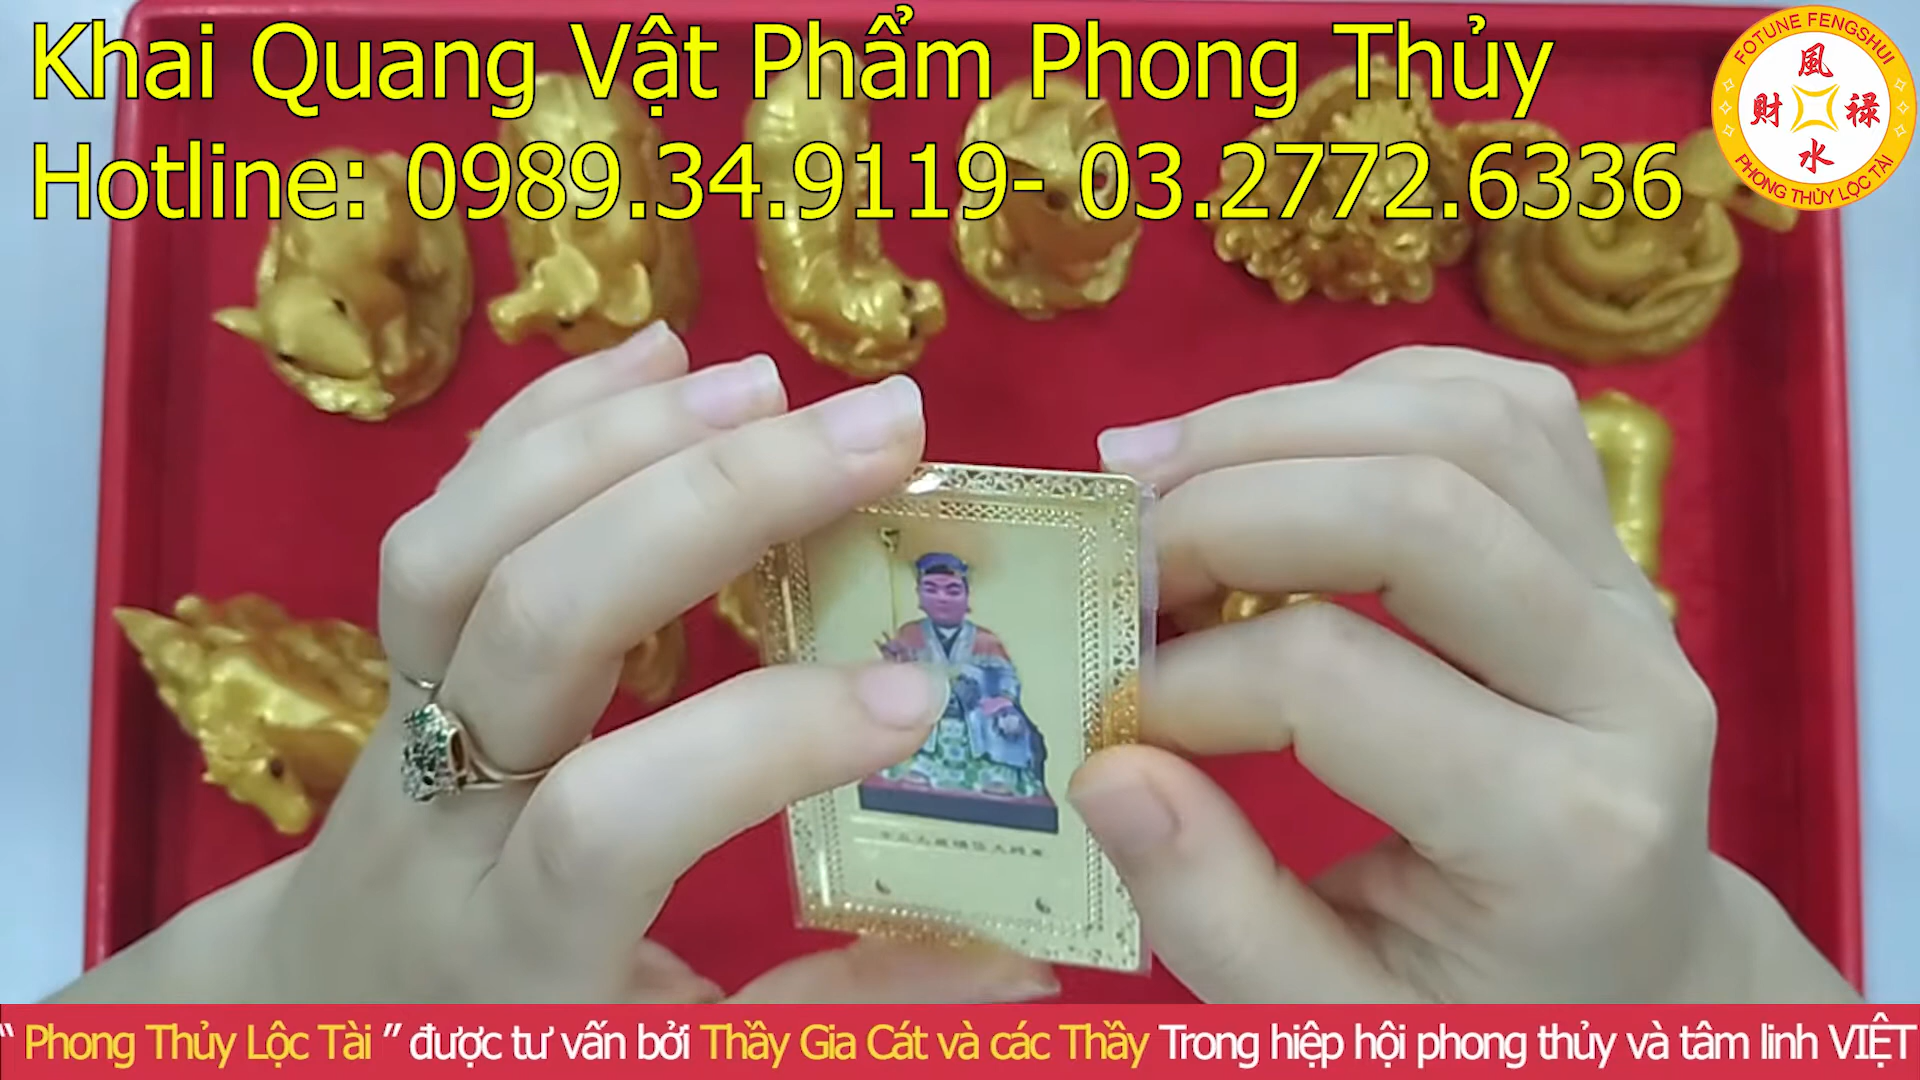 Khai Quang Vật Phẩm Phong Thủy
Hotline: 0989.34.9119- 03.2772.6336
FOTUNE FENGSHUI
風
財 禄
水
PHONG THỦY LỘC TÀI
“ Phong Thủy Lộc Tài ” được tư vấn bởi Thầy Gia Cát và các Thầy Trong hiệp hội phong thủy và tâm linh VIỆT